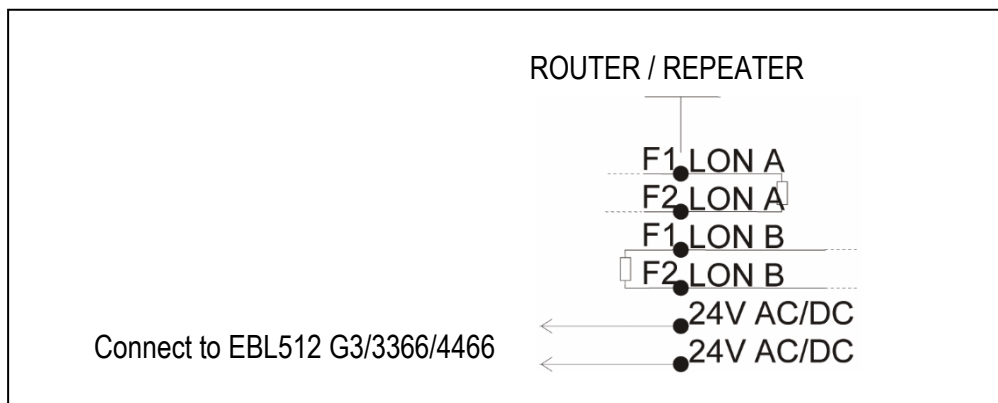 ROUTER / REPEATER
F1 LON A
F2 LON A
F1 LON B
F2 LON B
24V AC/DC
Connect to EBL512 G3/3366/4466
24V AC/DC